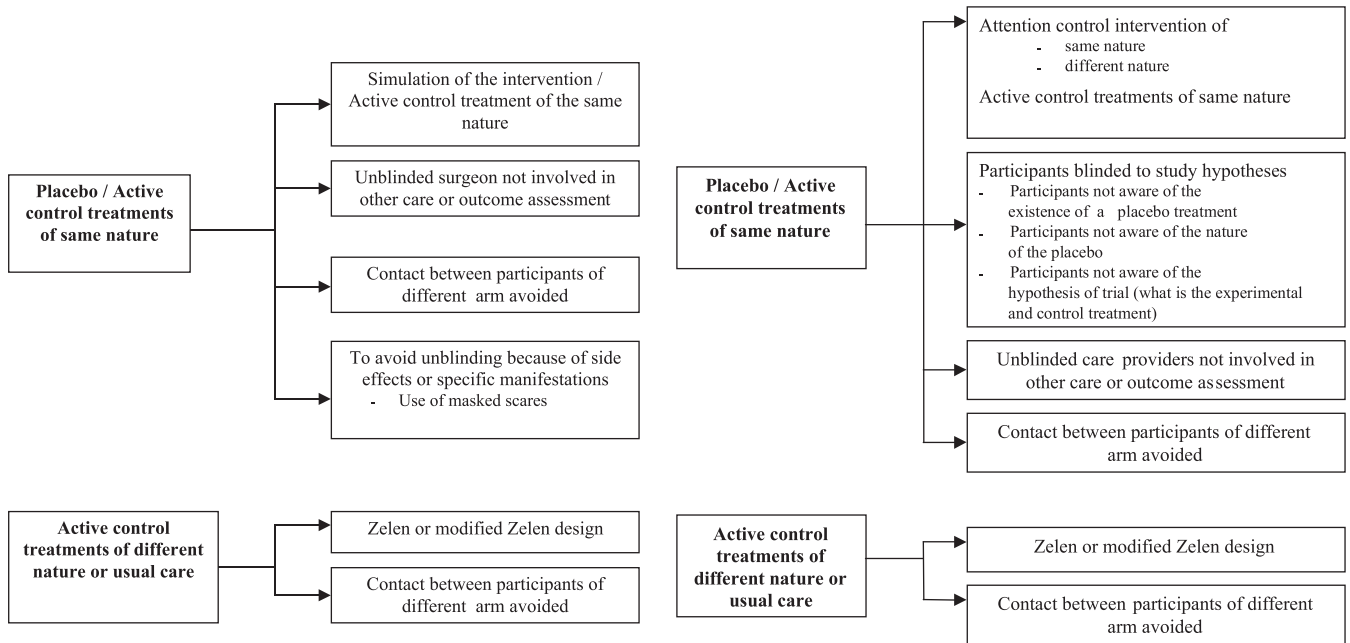 Placebo / Active
control treatments
of same nature
Simulation of the intervention /
Active control treatment of the same
nature
Unblinded surgeon not involved in
other care or outcome assessment
Contact between participants of
different arm avoided
To avoid unblinding because of side
effects or specific manifestations
- Use of masked scares
Active control
treatments of different
nature or usual care
Zelen or modified Zelen design
Contact between participants of
different arm avoided
Placebo / Active
control treatments
of same nature
Attention control intervention of
- same nature
- different nature
Active control treatments of same nature
Participants blinded to study hypotheses
- Participants not aware of the
existence of a placebo treatment
- Participants not aware of the nature
of the placebo
- Participants not aware of the
hypothesis of trial (what is the experimental
and control treatment)
Unblinded care providers not involved in
other care or outcome assessment
Contact between participants of different
arm avoided
Active control
treatments of
different nature or
usual care
Zelen or modified Zelen design
Contact between participants of different
arm avoided